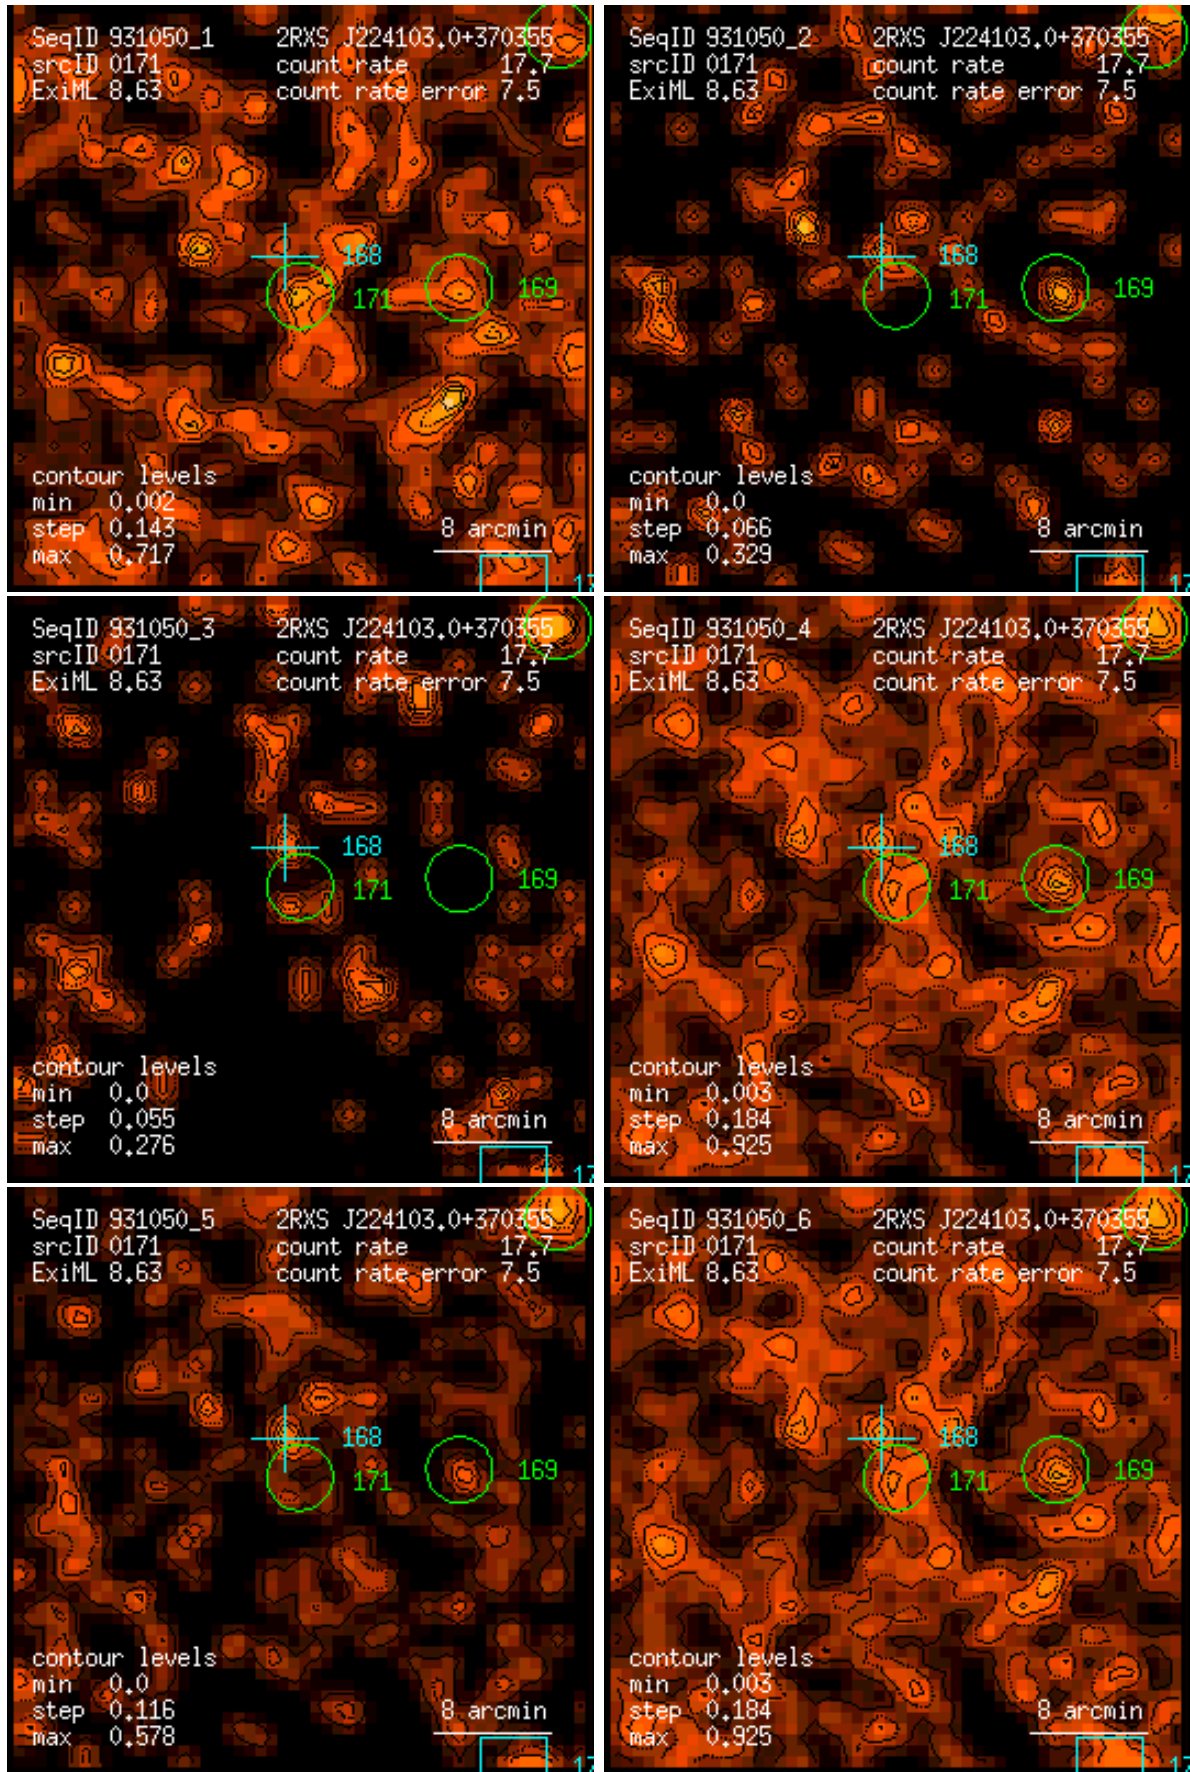 SeqID 931050_1 2RXS J224103.0+370355
srcID 0171 count rate 17.7
ExiML 8.63 count rate error 7.5
168
171 169
contour levels
min 0.002
step 0.143 8 arcmin
max 0.717
17
SeqID 931050_2 2RXS J224103.0+370355
srcID 0171 count rate 17.7
ExiML 8.63 count rate error 7.5
168
171 169
contour levels
min 0.0
step 0.066 8 arcmin
max 0.329
17
SeqID 931050_3 2RXS J224103.0+370355
srcID 0171 count rate 17.7
ExiML 8.63 count rate error 7.5
168
171 169
contour levels
min 0.0
step 0.055 8 arcmin
max 0.276
17
SeqID 931050_4 2RXS J224103.0+370355
srcID 0171 count rate 17.7
ExiML 8.63 count rate error 7.5
168
171 169
contour levels
min 0.003
step 0.184 8 arcmin
max 0.925
17
SeqID 931050_5 2RXS J224103.0+370355
srcID 0171 count rate 17.7
ExiML 8.63 count rate error 7.5
168
171 169
contour levels
min 0.0
step 0.116 8 arcmin
max 0.578
17
SeqID 931050_6 2RXS J224103.0+370355
srcID 0171 count rate 17.7
ExiML 8.63 count rate error 7.5
168
171 169
contour levels
min 0.003
step 0.184 8 arcmin
max 0.925
17